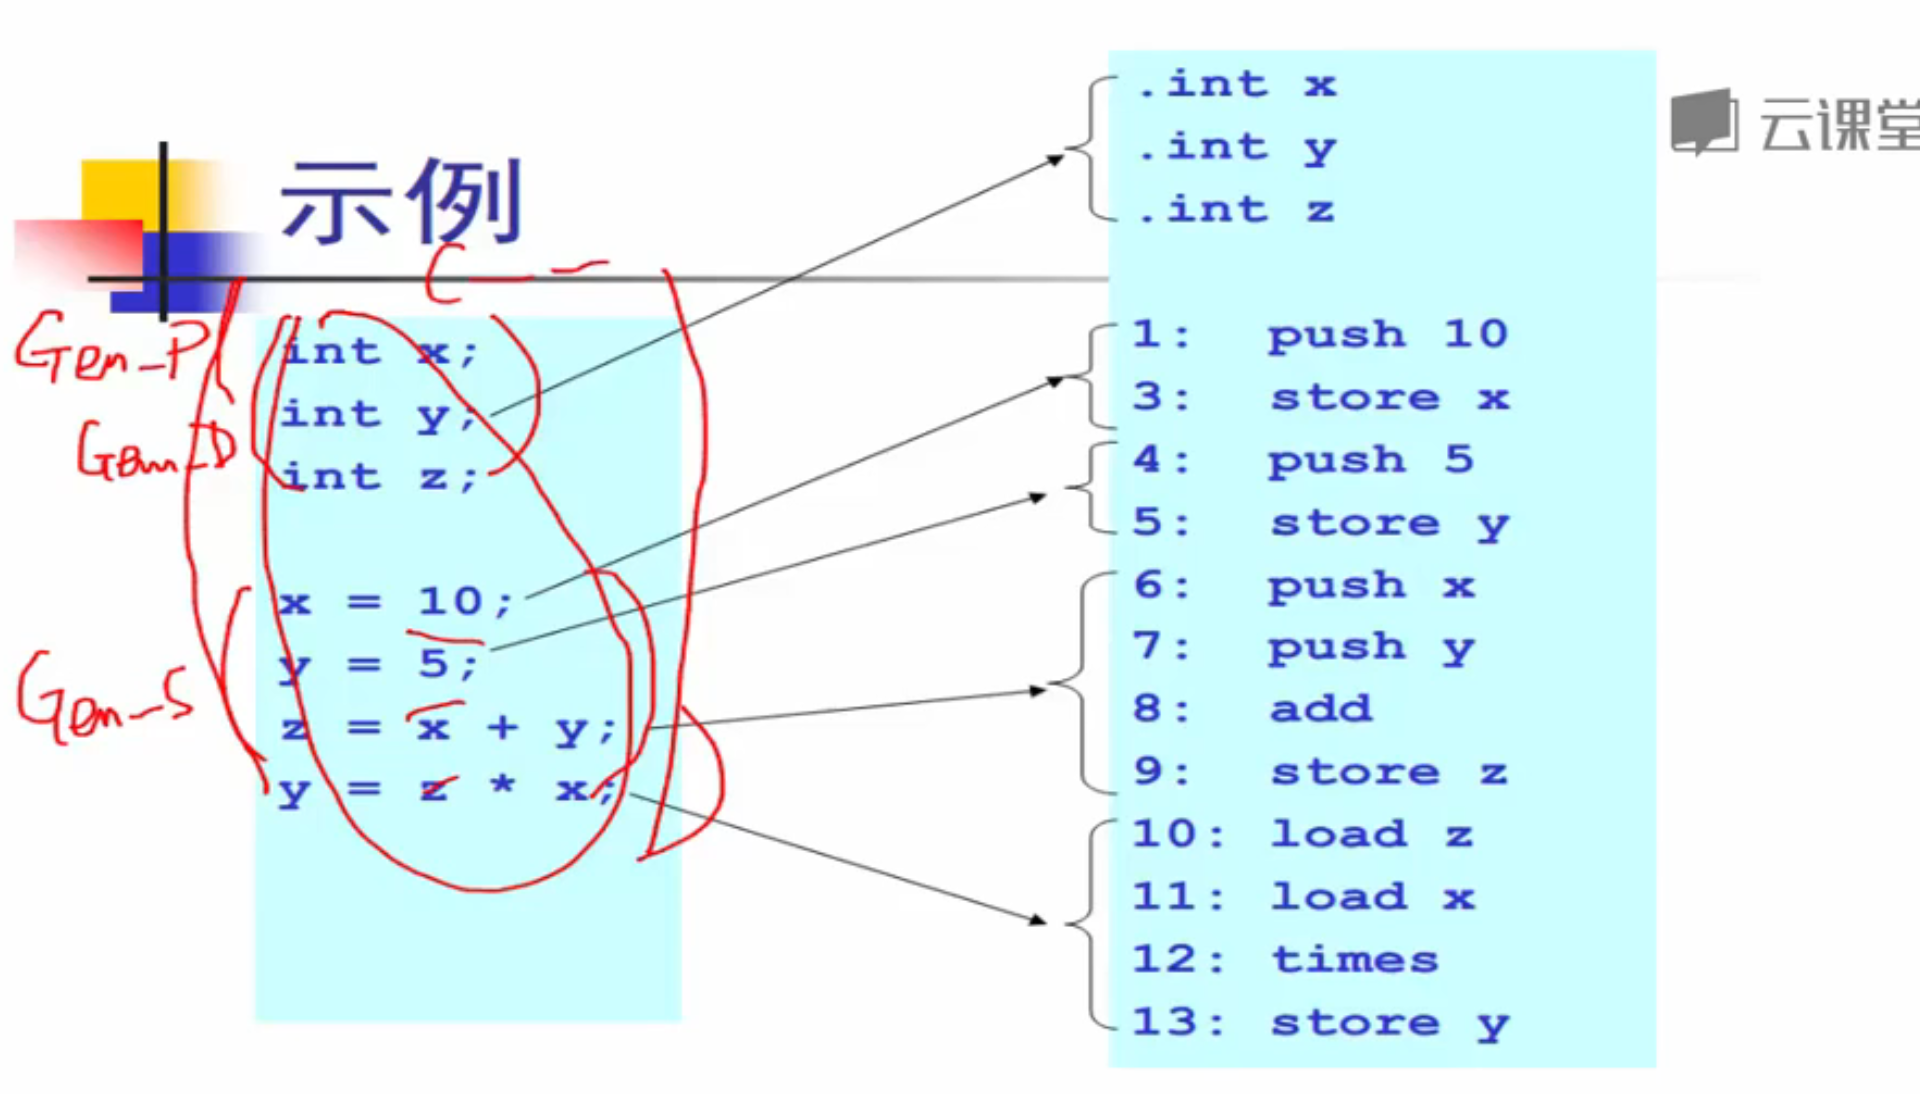 云课堂
示例
C--
Gen_P
Gen_D
Gen_S
int x;
int y;
int z;
x = 10;
y = 5;
z = x + y;
y = z * x;
.int x
.int y
.int z
1: push 10
3: store x
4: push 5
5: store y
6: push x
7: push y
8: add
9: store z
10: load z
11: load x
12: times
13: store y